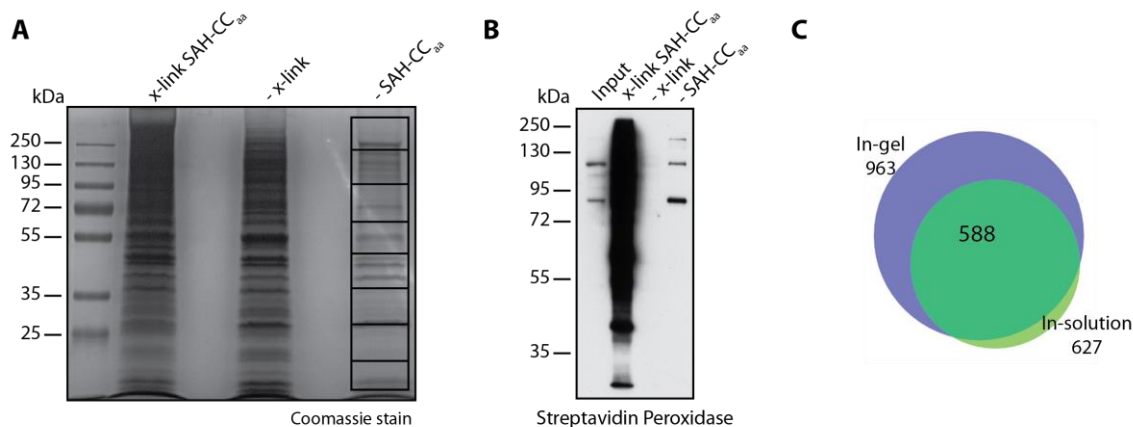 A
x-link SAH-CCaa
- x-link
- SAH-CCaa
kDa
250
130
95
72
55
35
25
Coomassie stain
B
Input
x-link SAH-CCaa
- x-link
- SAH-CCaa
kDa
250
130
95
72
55
35
Streptavidin Peroxidase
C
In-gel
963
588
In-solution
627